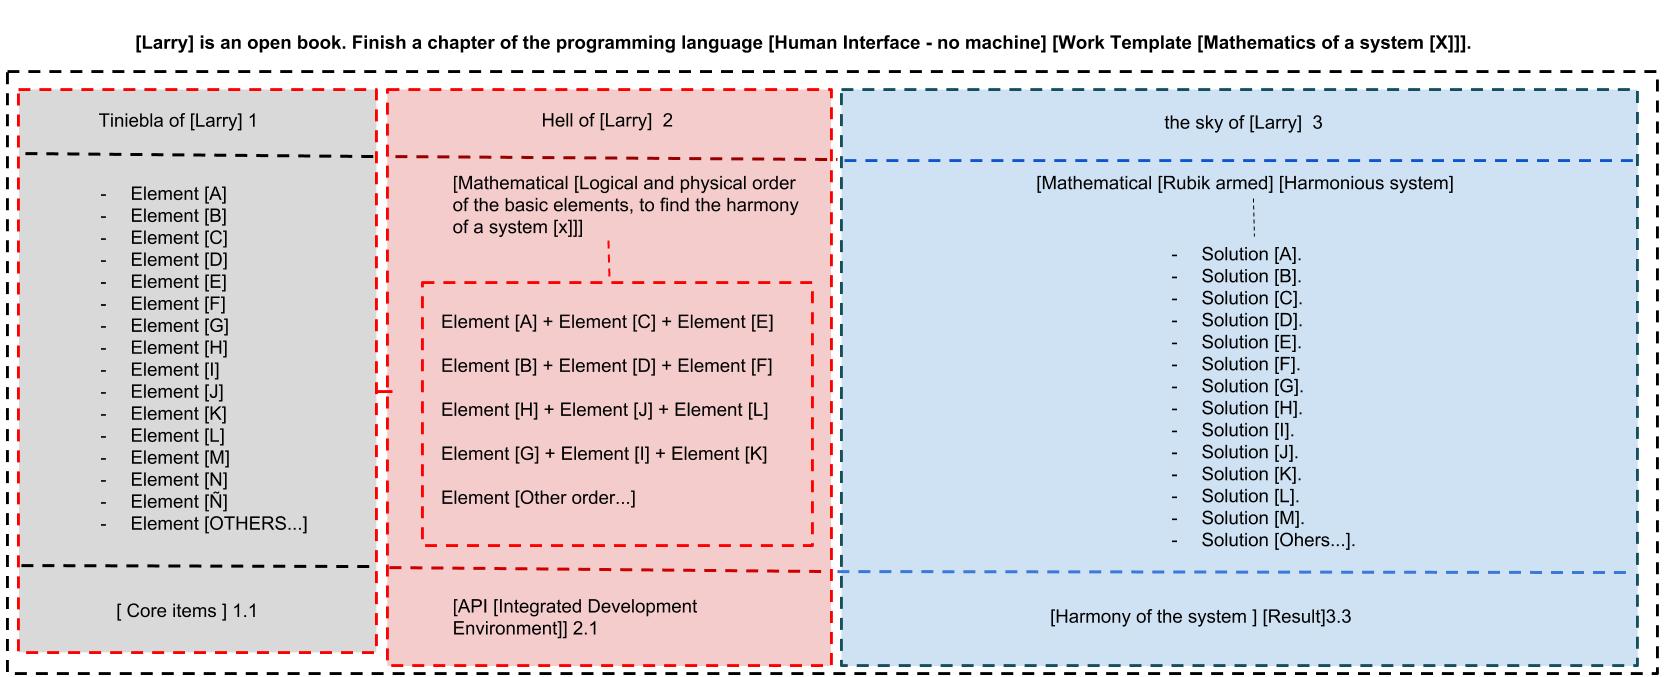 [Larry] is an open book. Finish a chapter of the programming language [Human Interface - no machine] [Work Template [Mathematics of a system [X]]].
Tiniebla of [Larry] 1
- Element [A]
- Element [B]
- Element [C]
- Element [D]
- Element [E]
- Element [F]
- Element [G]
- Element [H]
- Element [I]
- Element [J]
- Element [K]
- Element [L]
- Element [M]
- Element [N]
- Element [Ñ]
- Element [OTHERS...]
[ Core items ] 1.1
Hell of [Larry] 2
[Mathematical [Logical and physical order
of the basic elements, to find the harmony
of a system [x]]]
Element [A] + Element [C] + Element [E]
Element [B] + Element [D] + Element [F]
Element [H] + Element [J] + Element [L]
Element [G] + Element [I] + Element [K]
Element [Other order...]
[API [Integrated Development
Environment]] 2.1
the sky of [Larry] 3
[Mathematical [Rubik armed] [Harmonious system]
- Solution [A].
- Solution [B].
- Solution [C].
- Solution [D].
- Solution [E].
- Solution [F].
- Solution [G].
- Solution [H].
- Solution [I].
- Solution [J].
- Solution [K].
- Solution [L].
- Solution [M].
- Solution [Ohers...].
[Harmony of the system ] [Result]3.3